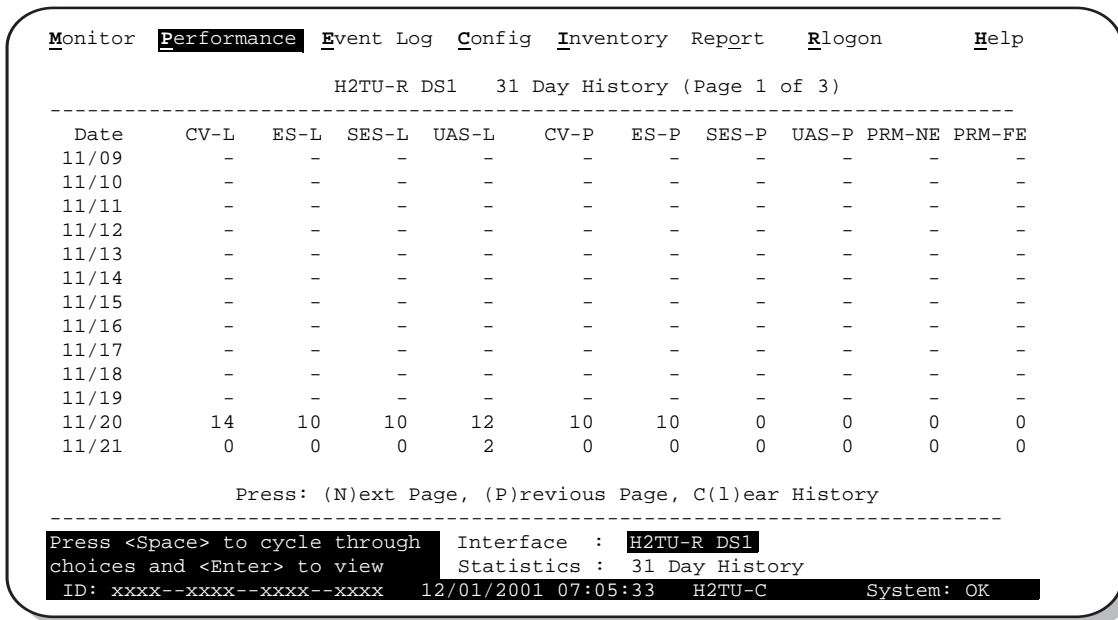 Monitor Performance Event Log Config Inventory Report Rlogon Help
H2TU-R DS1 31 Day History (Page 1 of 3)
--------------------------------------------------------------------------------
Date CV-L ES-L SES-L UAS-L CV-P ES-P SES-P UAS-P PRM-NE PRM-FE
11/09 - - - - - - - - - -
11/10 - - - - - - - - - -
11/11 - - - - - - - - - -
11/12 - - - - - - - - - -
11/13 - - - - - - - - - -
11/14 - - - - - - - - - -
11/15 - - - - - - - - - -
11/16 - - - - - - - - - -
11/17 - - - - - - - - - -
11/18 - - - - - - - - - -
11/19 - - - - - - - - - -
11/20 14 10 10 12 10 10 0 0 0 0
11/21 0 0 0 2 0 0 0 0 0 0
Press: (N)ext Page, (P)revious Page, C(l)ear History
-------------------------------------------------------------------------------
Press <Space> to cycle through Interface : H2TU-R DS1
choices and <Enter> to view Statistics : 31 Day History
ID: xxxx--xxxx--xxxx--xxxx 12/01/2001 07:05:33 H2TU-C System: OK